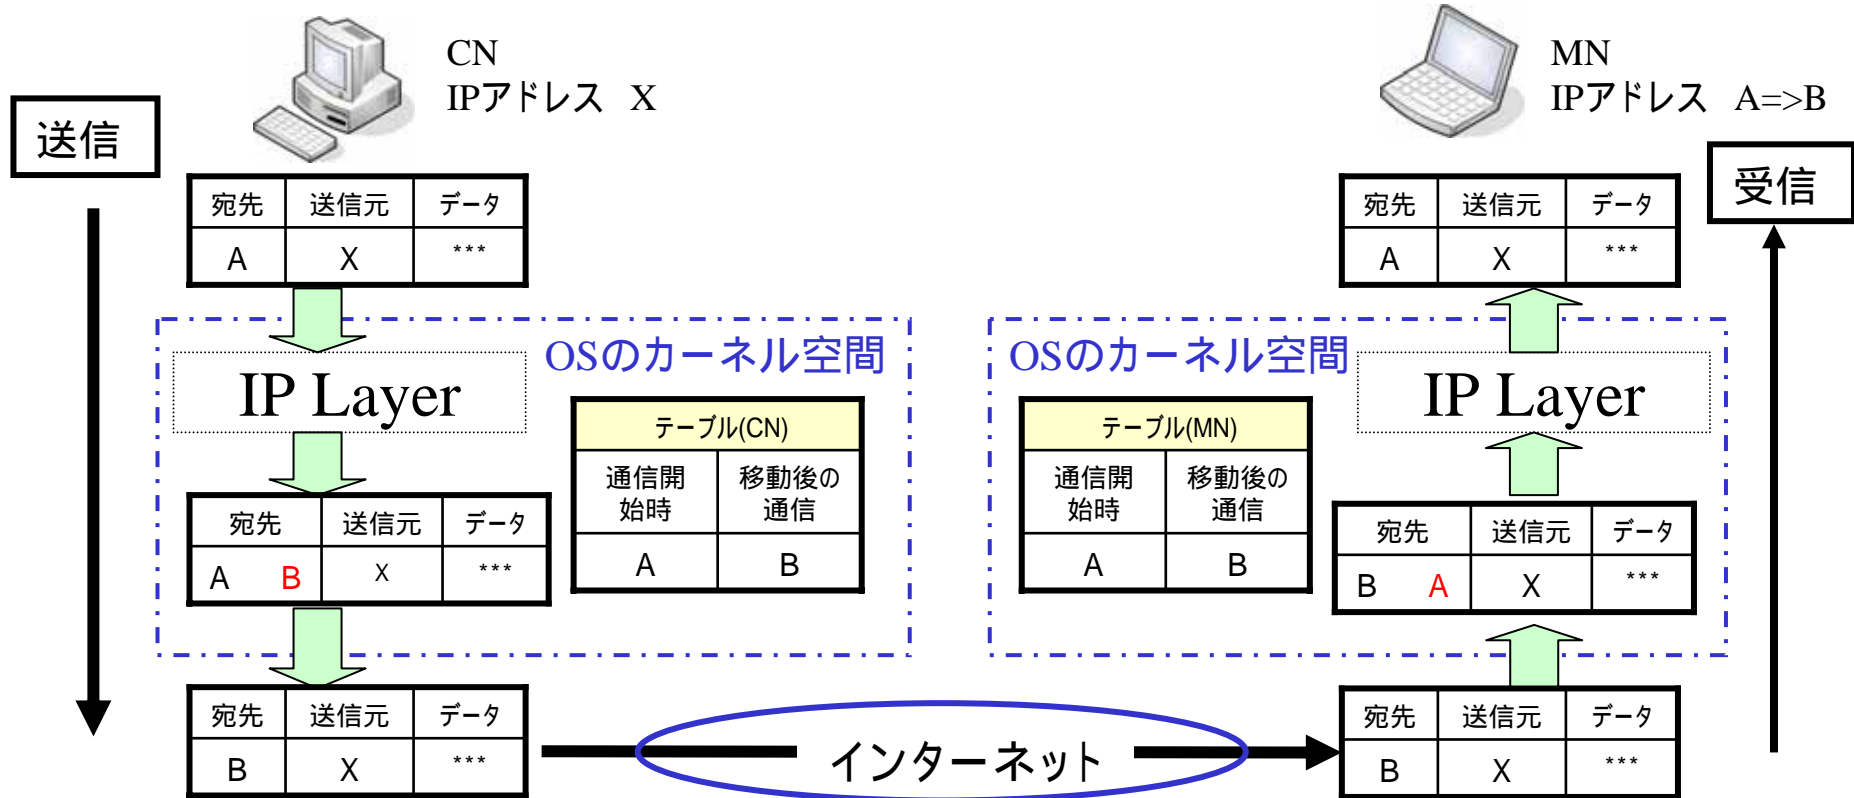 CN
IPアドレス X
MN
IPアドレス A=>B
送信
受信
宛先 送信元 データ
A X ***
宛先 送信元 データ
A X ***
OSのカーネル空間
IP Layer
テーブル(CN)
通信開
始時
移動後の
通信
A B
宛先 送信元 データ
A B X ***
宛先 送信元 データ
B X ***
OSのカーネル空間
IP Layer
テーブル(MN)
通信開
始時
移動後の
通信
A B
宛先 送信元 データ
B A X ***
宛先 送信元 データ
B X ***
インターネット